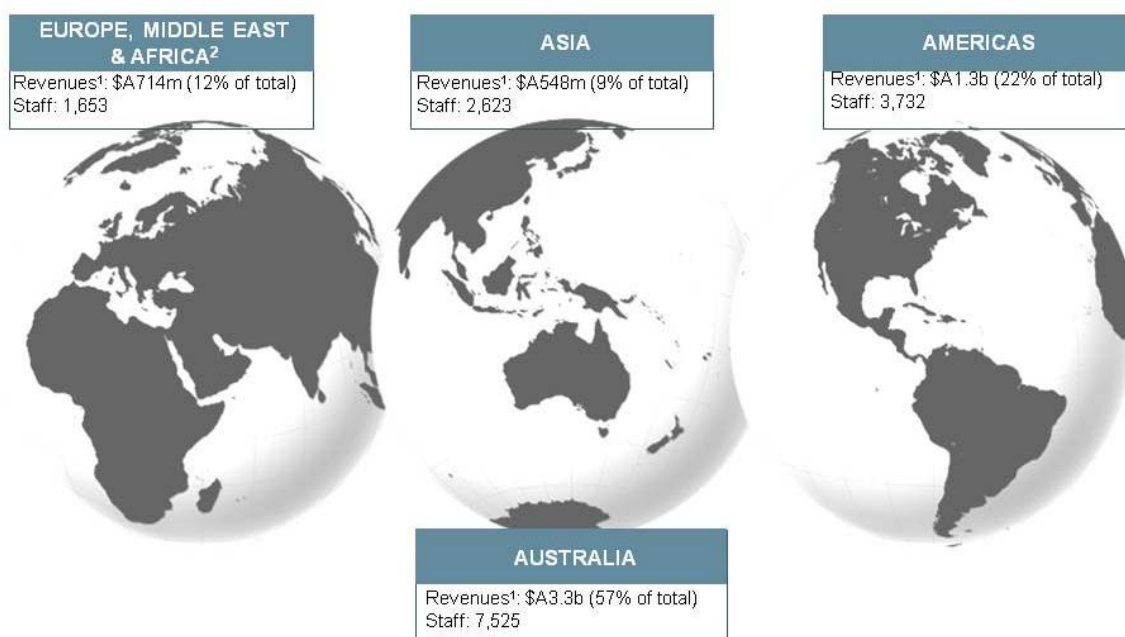 EUROPE, MIDDLE EAST
& AFRICA²
Revenues¹: $A714m (12% of total)
Staff: 1,653
ASIA
Revenues¹: $A548m (9% of total)
Staff: 2,623
AMERICAS
Revenues¹: $A1.3b (22% of total)
Staff: 3,732
AUSTRALIA
Revenues¹: $A3.3b (57% of total)
Staff: 7,525